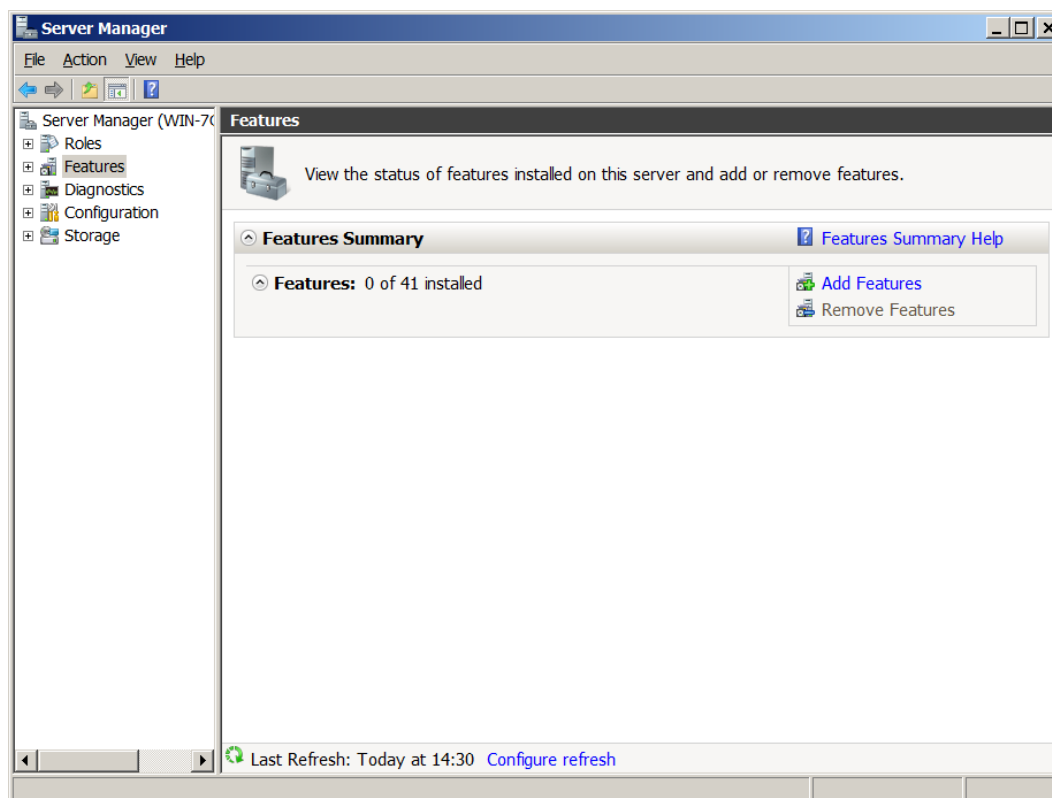 Server Manager
File Action View Help
Server Manager (WIN-7
Features
Roles
Features
Diagnostics
Configuration
Storage
View the status of features installed on this server and add or remove features.
Features Summary
Features Summary Help
Features: 0 of 41 installed
Add Features
Remove Features
Last Refresh: Today at 14:30 Configure refresh